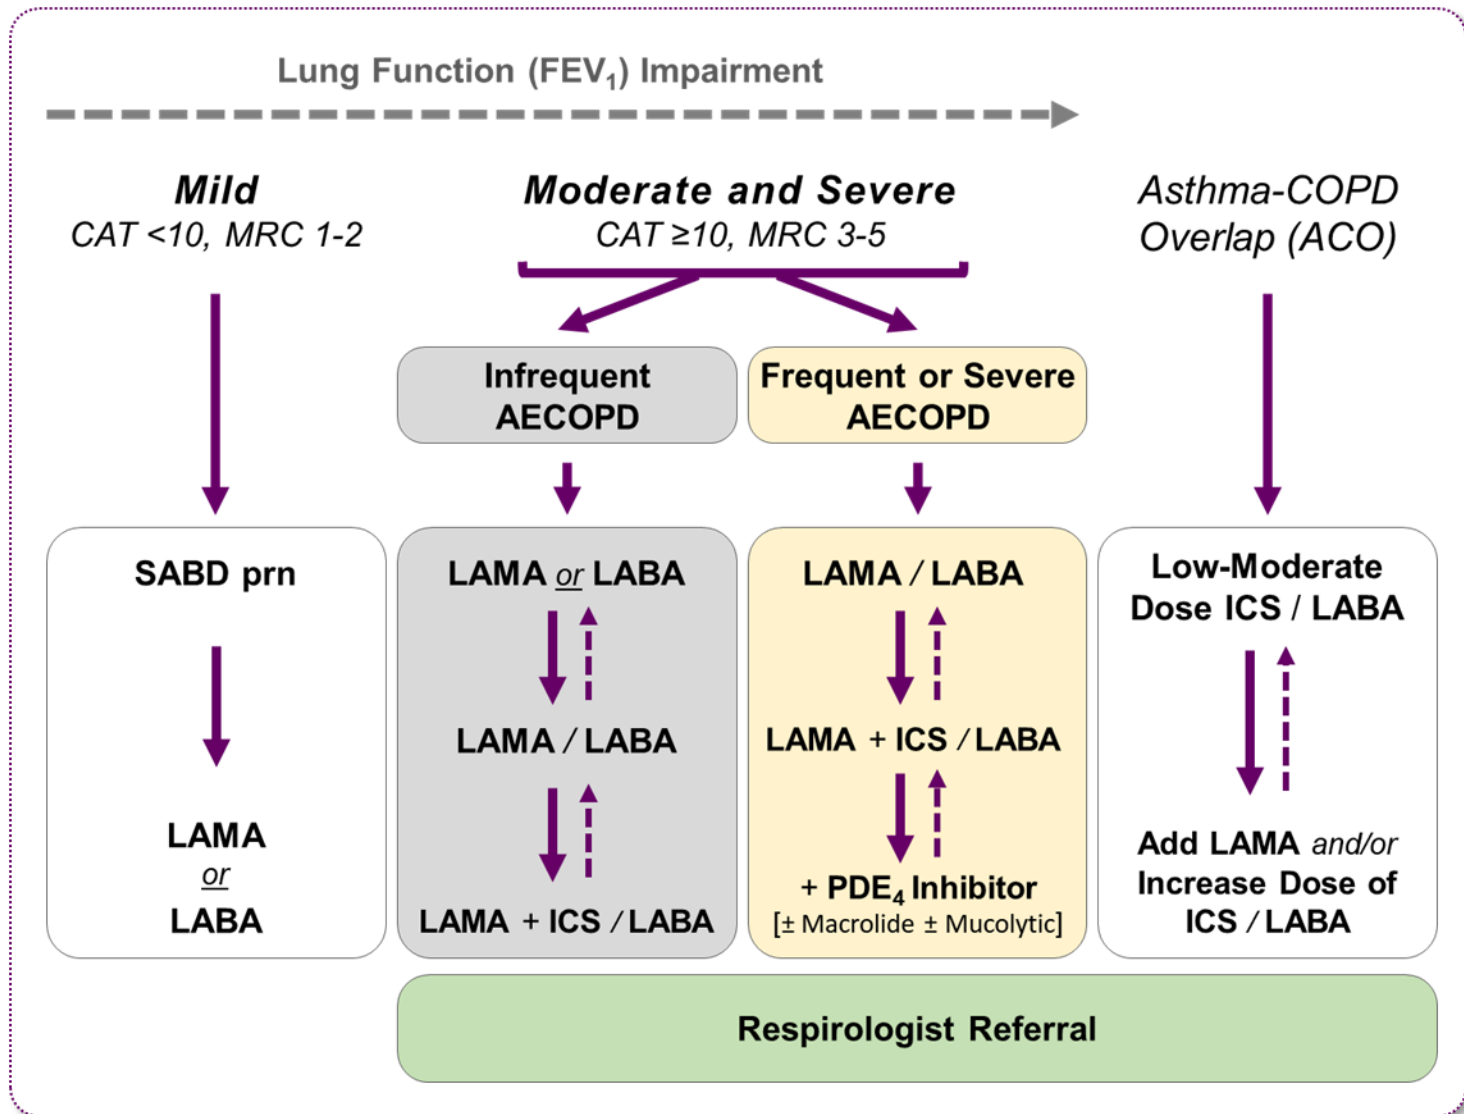 Lung Function (FEV₁) Impairment
Mild
CAT <10, MRC 1-2
Moderate and Severe
CAT ≥10, MRC 3-5
Asthma-COPD
Overlap (ACO)
Infrequent
AECOPD
Frequent or Severe
AECOPD
SABD prn
LAMA
or
LABA
LAMA or LABA
LAMA / LABA
LAMA + ICS / LABA
LAMA / LABA
LAMA + ICS / LABA
+ PDE₄ Inhibitor
[± Macrolide ± Mucolytic]
Low-Moderate
Dose ICS / LABA
Add LAMA and/or
Increase Dose of
ICS / LABA
Respirologist Referral